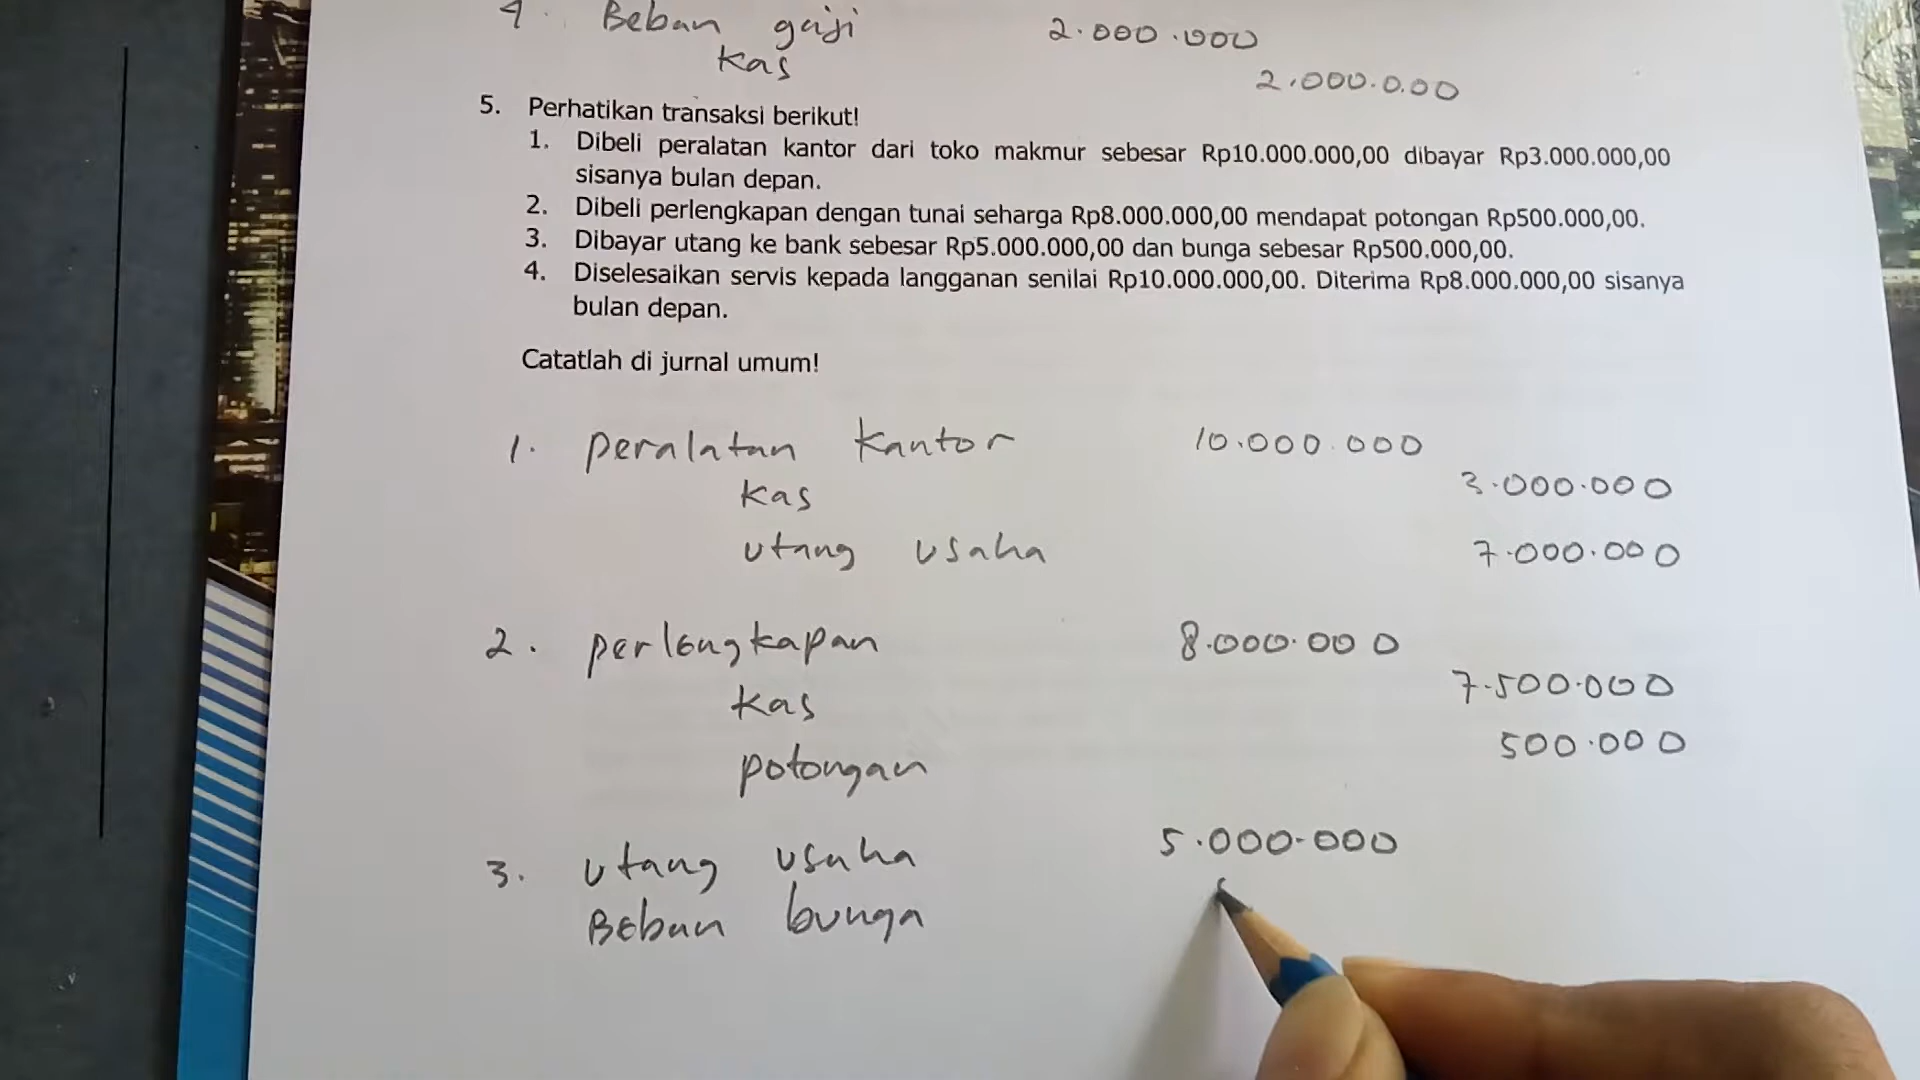 4. Beban gaji 2.000.000
kas 2.000.0.00
5. Perhatikan transaksi berikut!
1. Dibeli peralatan kantor dari toko makmur sebesar Rp10.000.000,00 dibayar Rp3.000.000,00
sisanya bulan depan.
2. Dibeli perlengkapan dengan tunai seharga Rp8.000.000,00 mendapat potongan Rp500.000,00.
3. Dibayar utang ke bank sebesar Rp5.000.000,00 dan bunga sebesar Rp500.000,00.
4. Diselesaikan servis kepada langganan senilai Rp10.000.000,00. Diterima Rp8.000.000,00 sisanya
bulan depan.
Catatlah di jurnal umum!
1. peralatan kantor 10.000.000
kas 3.000.000
utang usaha 7.000.000
2. perlengkapan 8.000.000
kas 7.500.000
potongan 500.000
3. utang usaha 5.000.000
Beban bunga